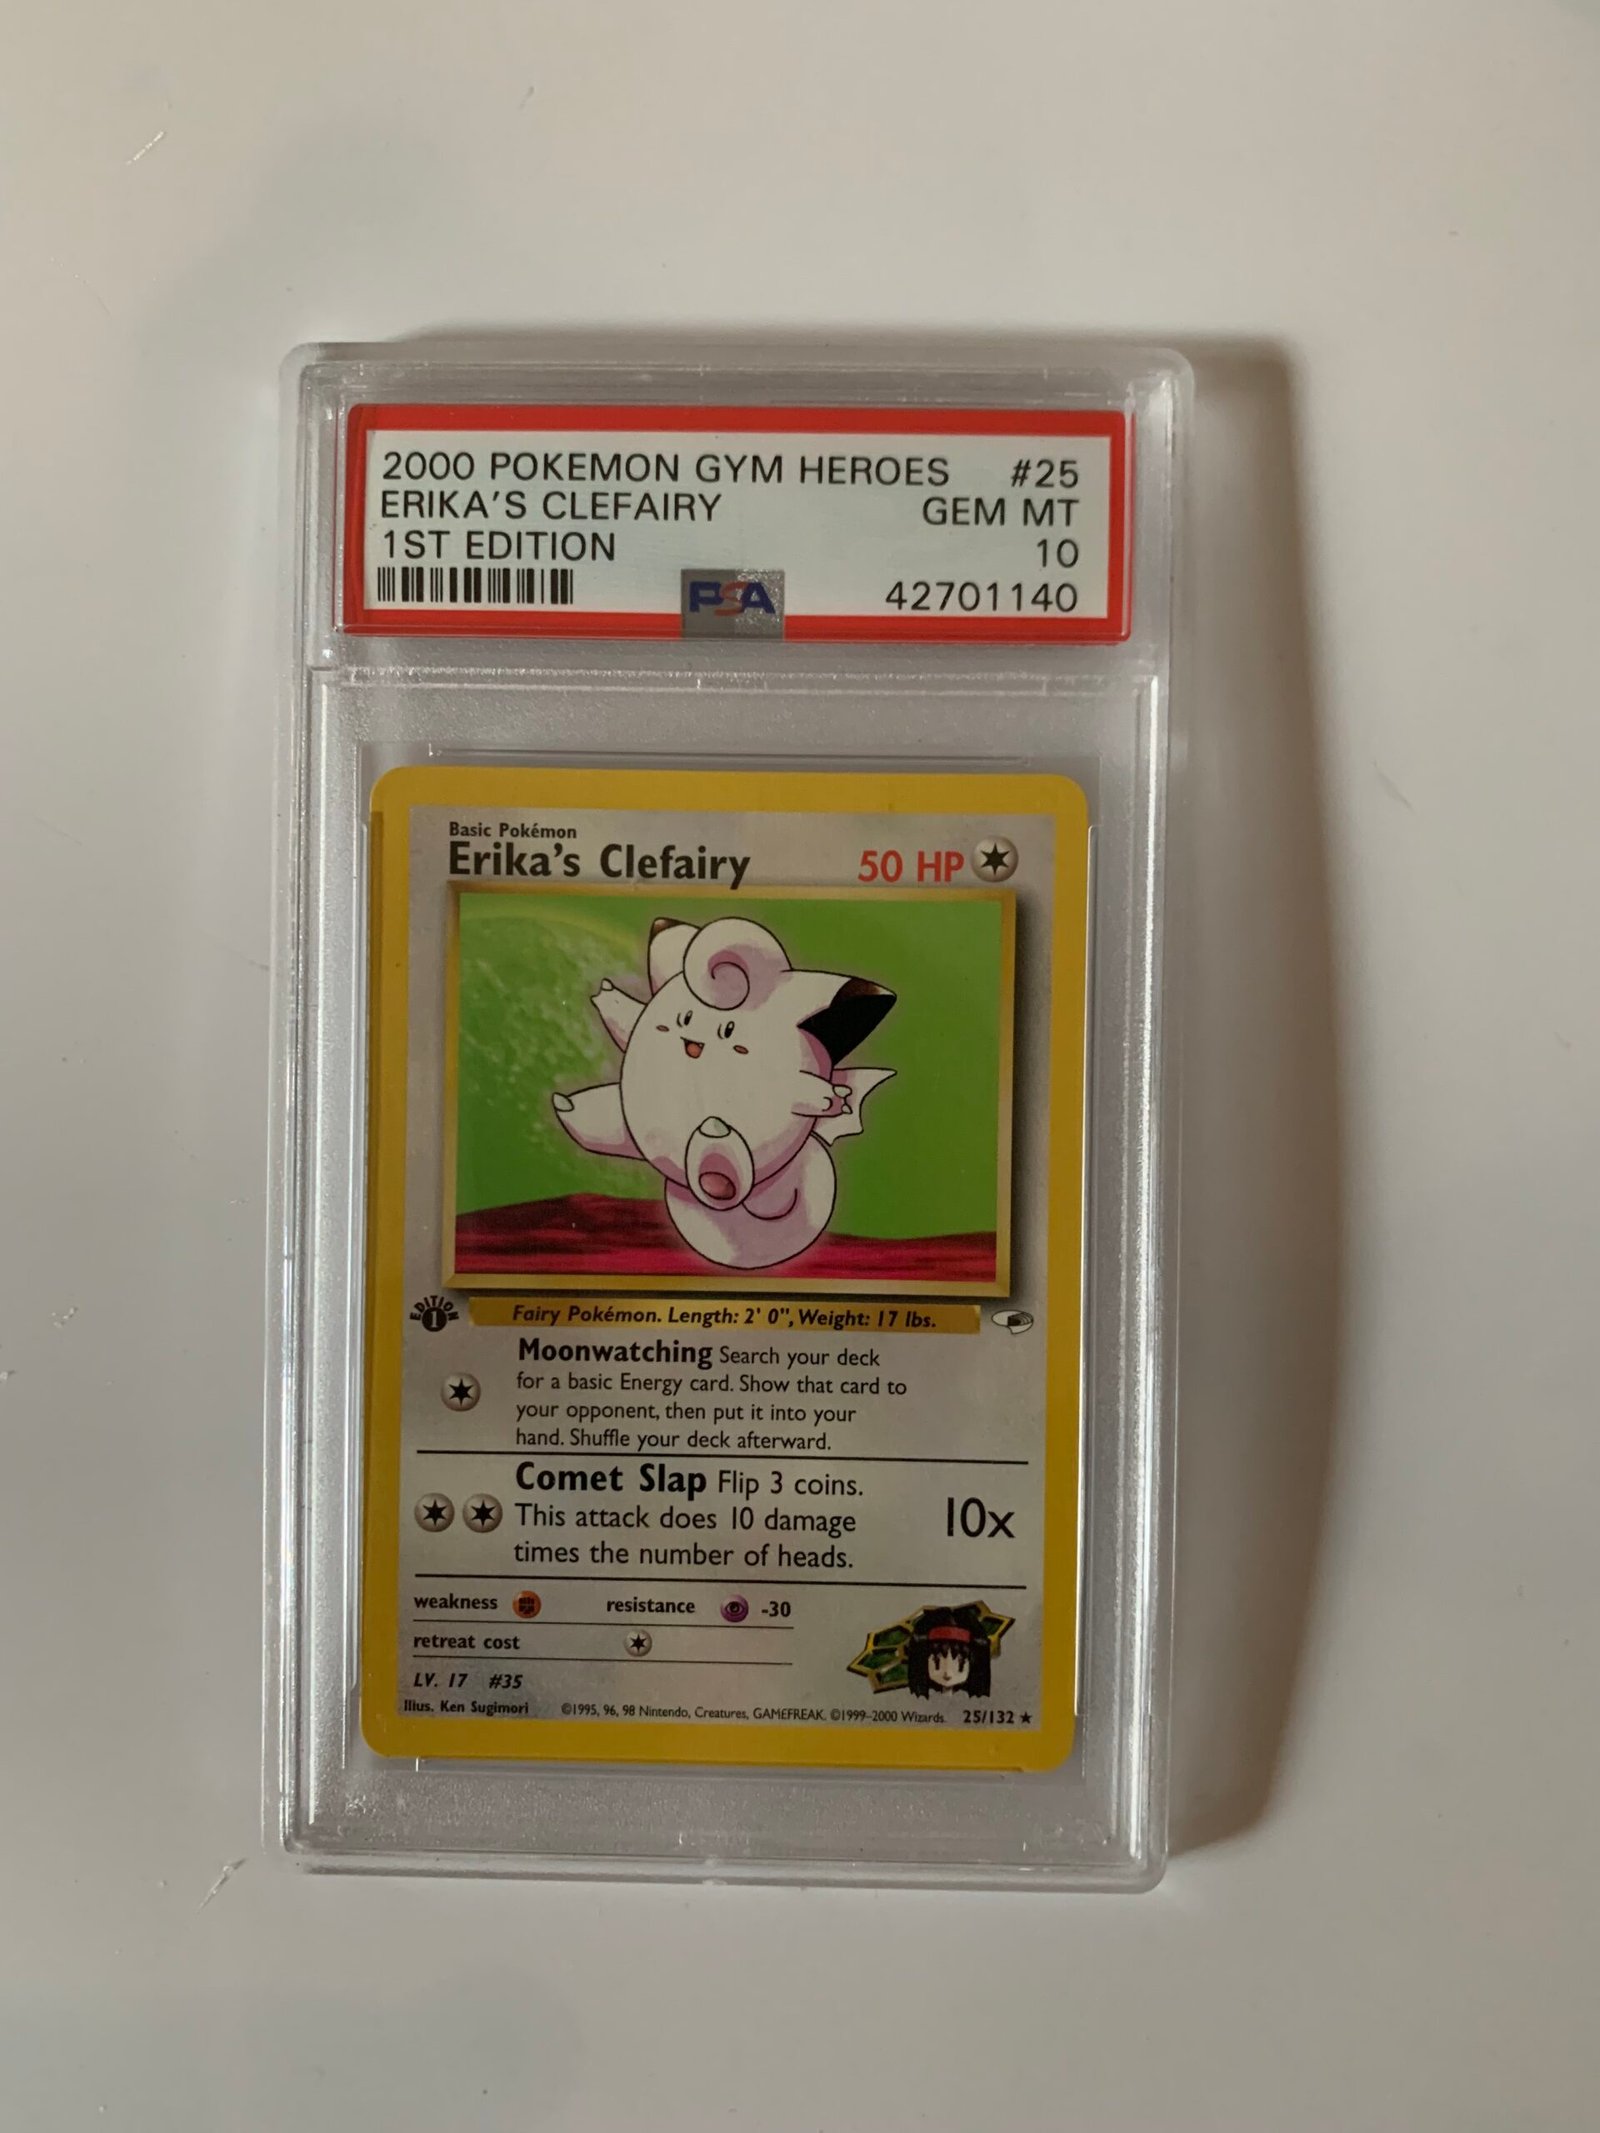 2000 POKEMON GYM HEROES #25
ERIKA'S CLEFAIRY GEM MT
1ST EDITION 10
PSA 42701140
Basic Pokémon
Erika's Clefairy 50 HP
EDITION 1
Fairy Pokémon. Length: 2' 0", Weight: 17 lbs.
Moonwatching Search your deck
for a basic Energy card. Show that card to
your opponent, then put it into your
hand. Shuffle your deck afterward.
Comet Slap Flip 3 coins.
This attack does 10 damage
times the number of heads.
10x
weakness resistance -30
retreat cost
LV. 17 #35
Illus. Ken Sugimori ©1995, 96, 98 Nintendo, Creatures, GAMEFREAK. ©1999-2000 Wizards. 25/132 ★